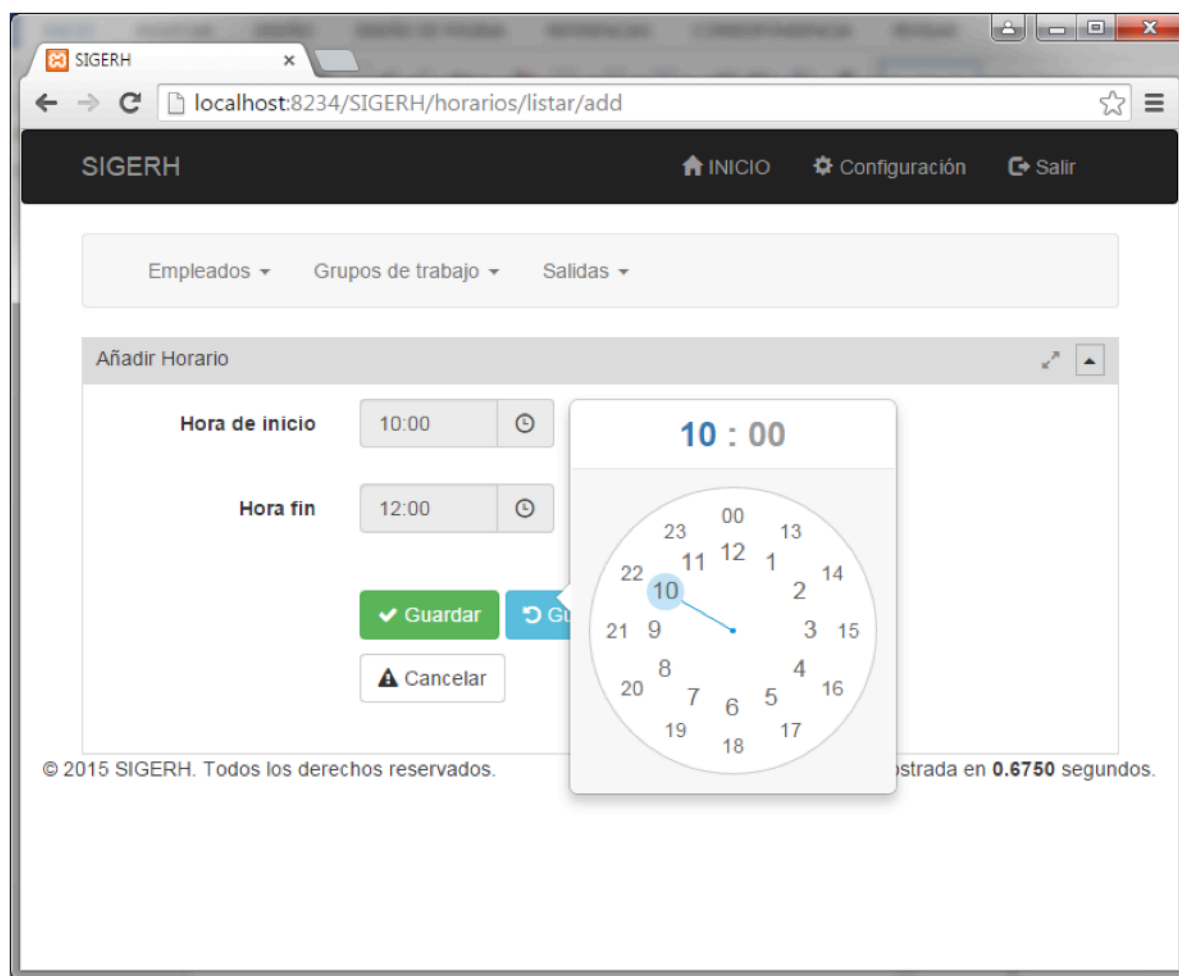 SIGERH
localhost:8234/SIGERH/horarios/listar/add
SIGERH INICIO Configuración Salir
Empleados Grupos de trabajo Salidas
Añadir Horario
Hora de inicio 10:00
Hora fin 12:00
Guardar
Cancelar
10 : 00
00
23 13
12
11 1
22 14
10 2
21 9 3 15
8 4
20 16
7 5
6
19 17
18
© 2015 SIGERH. Todos los derechos reservados. en 0.6750 segundos.